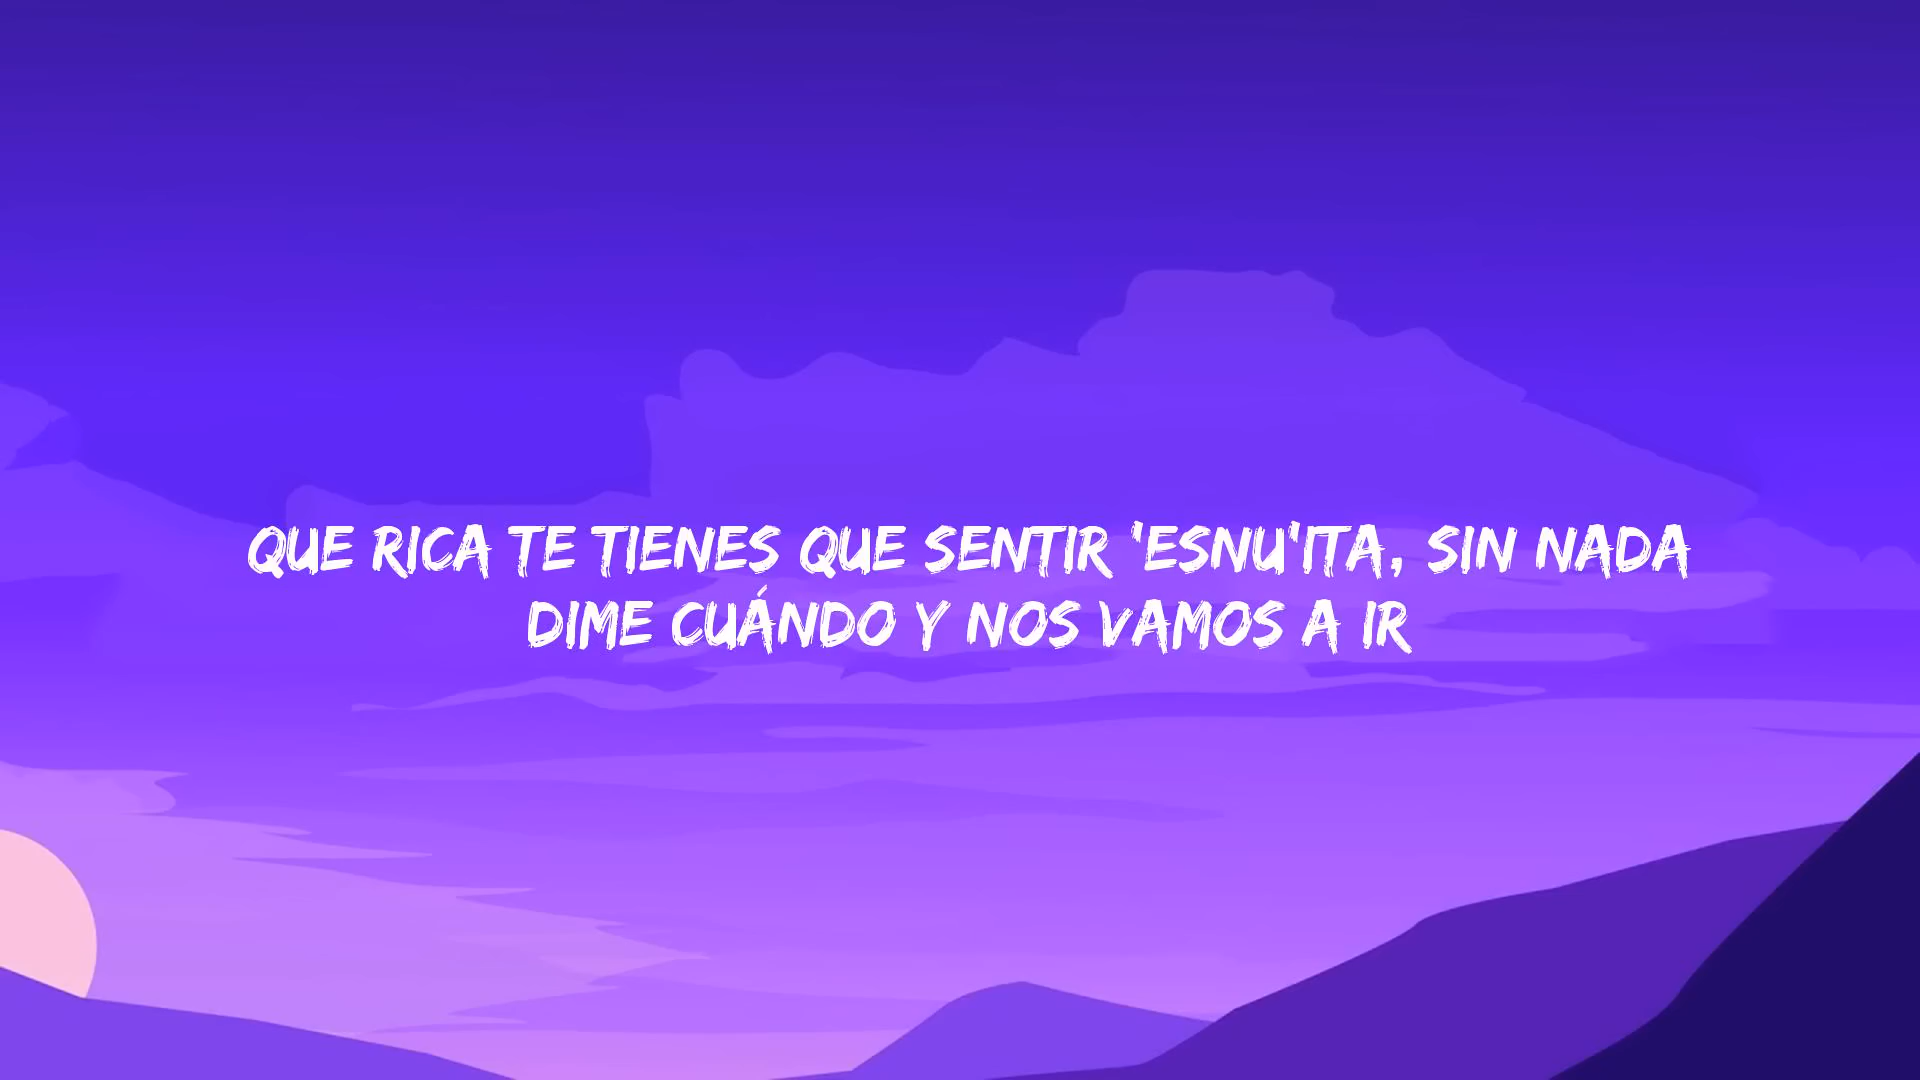 QUE RICA TE TIENES QUE SENTIR 'ESNU'ITA, SIN NADA
DIME CUÁNDO Y NOS VAMOS A IR